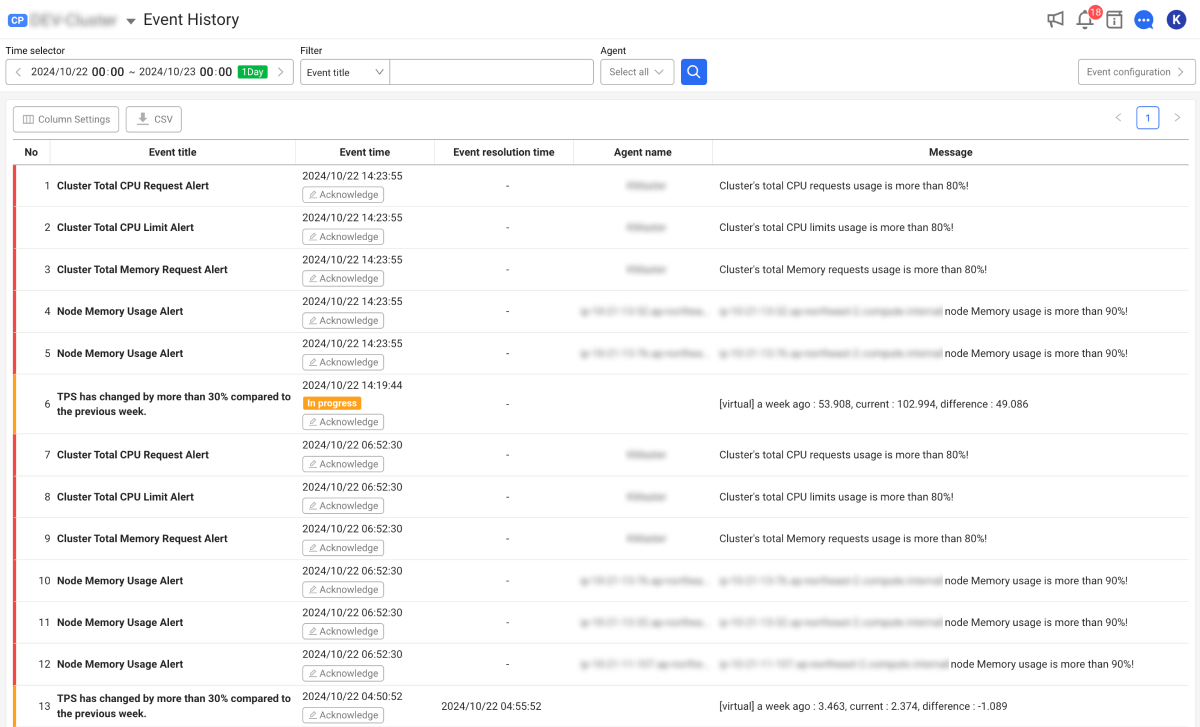 CP Event History 18 K
Time selector Filter Agent
2024/10/22 00:00 ~ 2024/10/23 00:00 1Day Event title Select all Event configuration
Column Settings CSV 1
No Event title Event time Event resolution time Agent name Message
1 Cluster Total CPU Request Alert 2024/10/22 14:23:55 - Cluster's total CPU requests usage is more than 80%!
Acknowledge
2 Cluster Total CPU Limit Alert 2024/10/22 14:23:55 - Cluster's total CPU limits usage is more than 80%!
Acknowledge
3 Cluster Total Memory Request Alert 2024/10/22 14:23:55 - Cluster's total Memory requests usage is more than 80%!
Acknowledge
4 Node Memory Usage Alert 2024/10/22 14:23:55 - node Memory usage is more than 90%!
Acknowledge
5 Node Memory Usage Alert 2024/10/22 14:23:55 - node Memory usage is more than 90%!
Acknowledge
6 TPS has changed by more than 30% compared to
the previous week. 2024/10/22 14:19:44 - [virtual] a week ago : 53.908, current : 102.994, difference : 49.086
In progress
Acknowledge
7 Cluster Total CPU Request Alert 2024/10/22 06:52:30 - Cluster's total CPU requests usage is more than 80%!
Acknowledge
8 Cluster Total CPU Limit Alert 2024/10/22 06:52:30 - Cluster's total CPU limits usage is more than 80%!
Acknowledge
9 Cluster Total Memory Request Alert 2024/10/22 06:52:30 - Cluster's total Memory requests usage is more than 80%!
Acknowledge
10 Node Memory Usage Alert 2024/10/22 06:52:30 - node Memory usage is more than 90%!
Acknowledge
11 Node Memory Usage Alert 2024/10/22 06:52:30 - node Memory usage is more than 90%!
Acknowledge
12 Node Memory Usage Alert 2024/10/22 06:52:30 - node Memory usage is more than 90%!
Acknowledge
13 TPS has changed by more than 30% compared to
the previous week. 2024/10/22 04:50:52 2024/10/22 04:55:52 [virtual] a week ago : 3.463, current : 2.374, difference : -1.089
Acknowledge